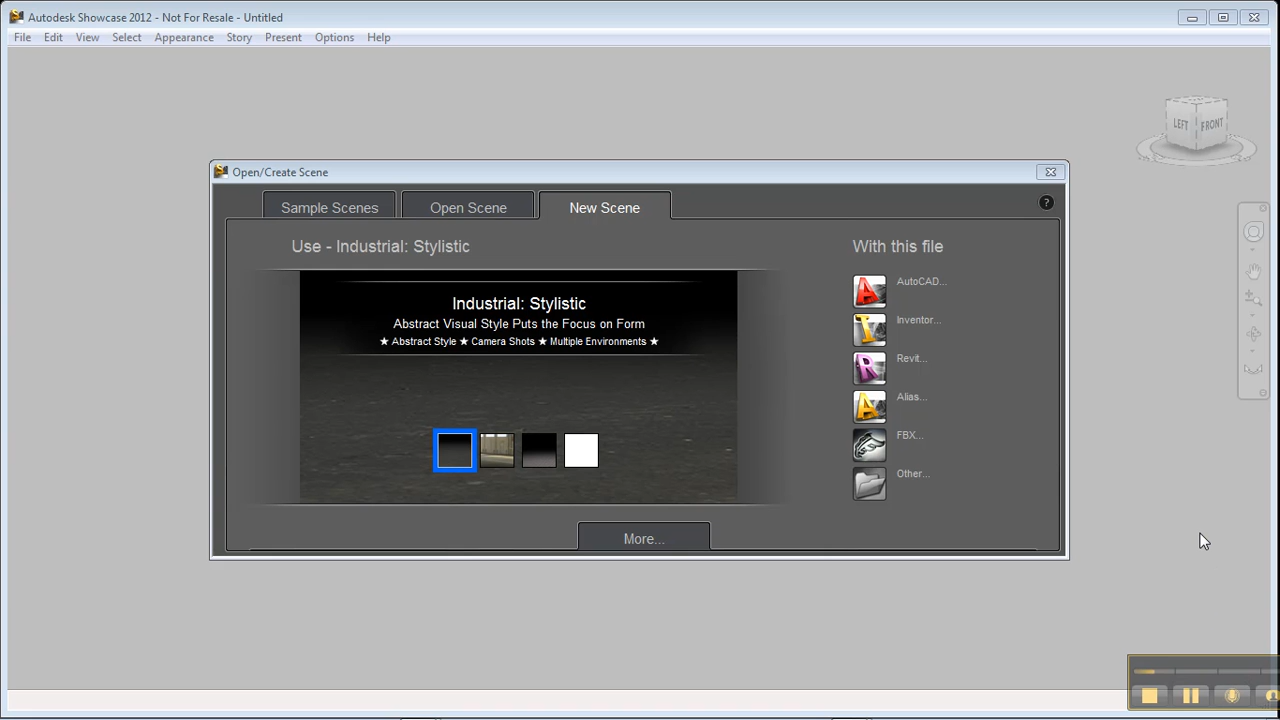 Autodesk Showcase 2012 - Not For Resale - Untitled
File Edit View Select Appearance Story Present Options Help
LEFT FRONT
Open/Create Scene
Sample Scenes Open Scene New Scene ?
Use - Industrial: Stylistic
With this file
Industrial: Stylistic
Abstract Visual Style Puts the Focus on Form
★ Abstract Style ★ Camera Shots ★ Multiple Environments ★
AutoCAD...
Inventor...
Revit...
Alias...
FBX...
Other...
More...